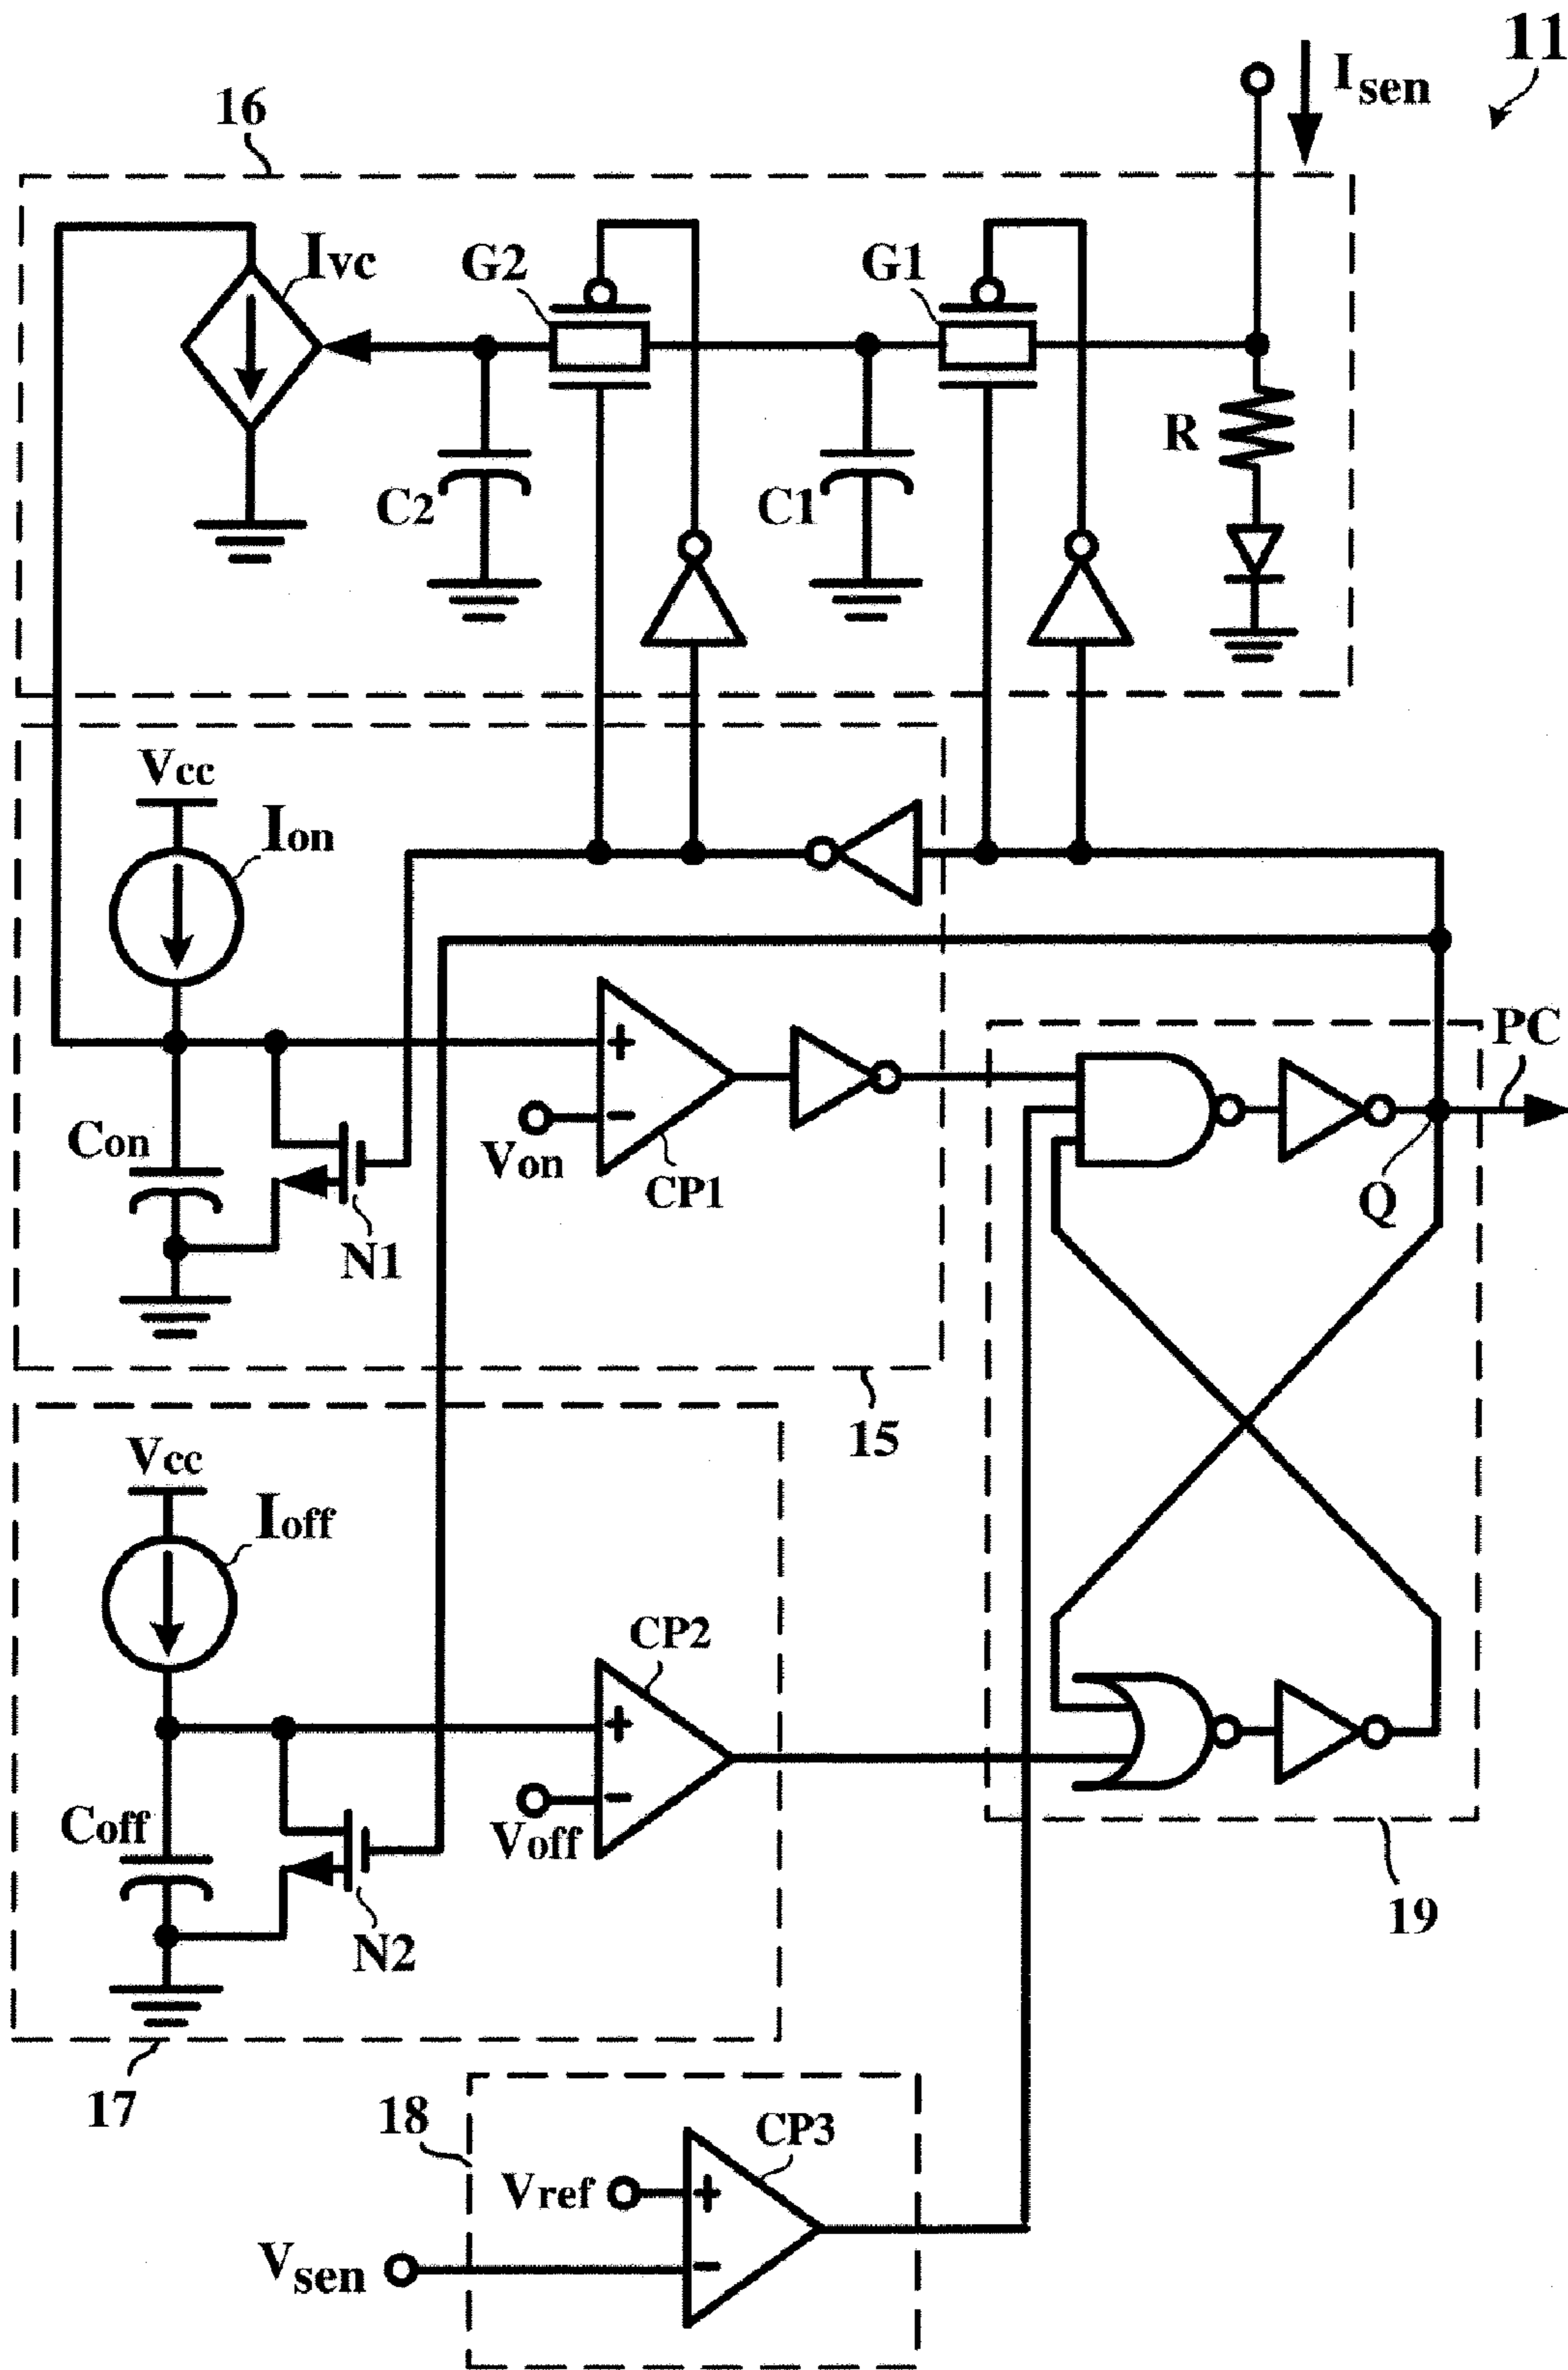 11
I sen
16
Ivc
G2
G1
R
C2
C1
Vcc
Ion
PC
Con
+
−
Von
CP1
Q
N1
15
Vcc
Ioff
CP2
+
−
Coff
Voff
19
N2
17
18
CP3
Vref
+
−
Vsen